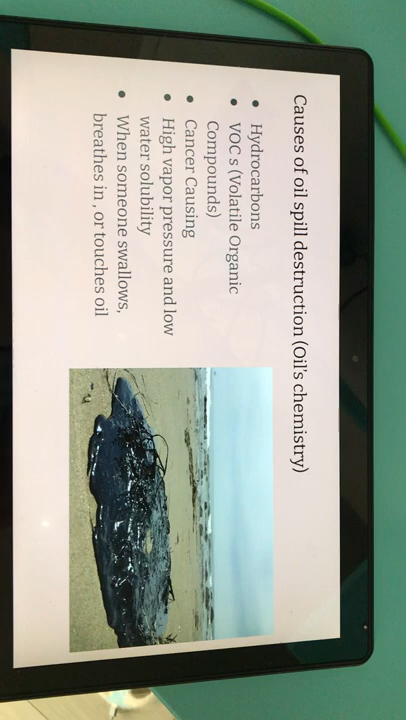 Causes of oil spill destruction (Oil's chemistry)
• Hydrocarbons
• VOC s (Volatile Organic
Compounds)
• Cancer Causing
• High vapor pressure and low
water solubility
• When someone swallows,
breathes in , or touches oil